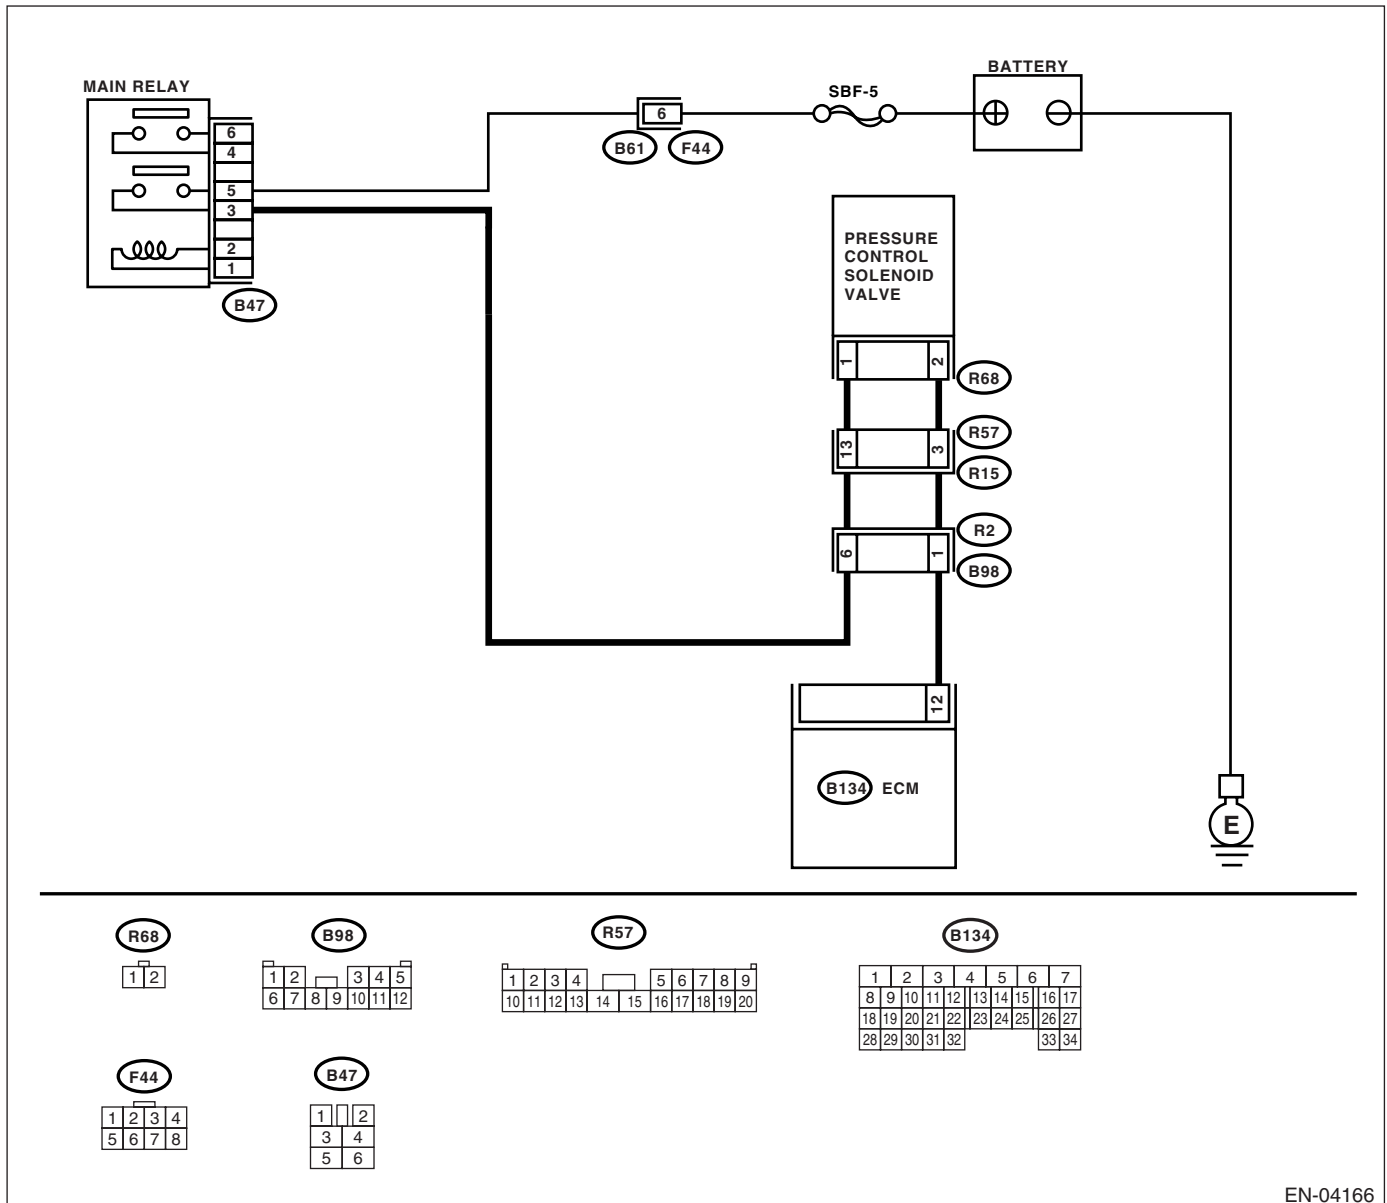 BATTERY
MAIN RELAY
SBF-5
6
B61 F44
6
4
5
3
2
1
B47
PRESSURE
CONTROL
SOLENOID
VALVE
1 2
R68
R57
13 3
R15
R2
6 1
B98
12
B134 ECM
E
R68
1 2
B98
1 2 3 4 5
6 7 8 9 10 11 12
R57
1 2 3 4 5 6 7 8 9
10 11 12 13 14 15 16 17 18 19 20
B134
1 2 3 4 5 6 7
8 9 10 11 12 13 14 15 16 17
18 19 20 21 22 23 24 25 26 27
28 29 30 31 32 33 34
F44
1 2 3 4
5 6 7 8
B47
1 2
3 4
5 6
EN-04166